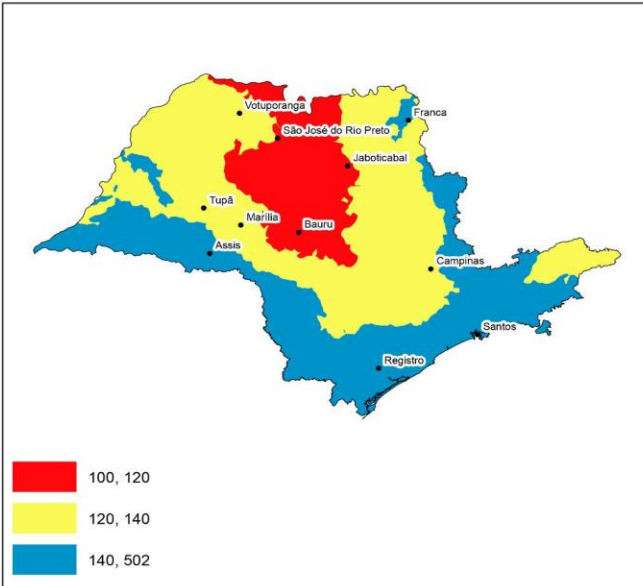 Votuporanga
Franca
São José do Rio Preto
Jaboticabal
Tupã
Marília
Bauru
Assis
Campinas
Santos
Registro
100, 120
120, 140
140, 502